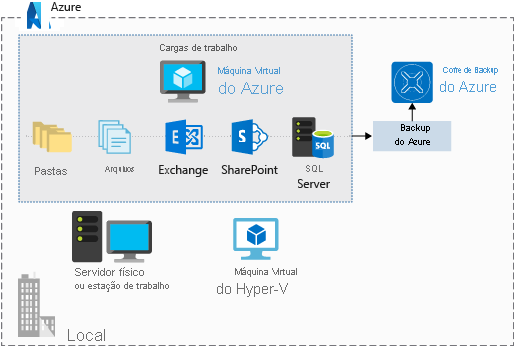 Azure
Cargas de trabalho
Máquina Virtual
do Azure
Cofre de Backup
do Azure
Backup
do Azure
Pastas
Arquivos
Exchange
SharePoint
SQL
SQL
Server
Servidor físico
ou estação de trabalho
Máquina Virtual
do Hyper-V
Local